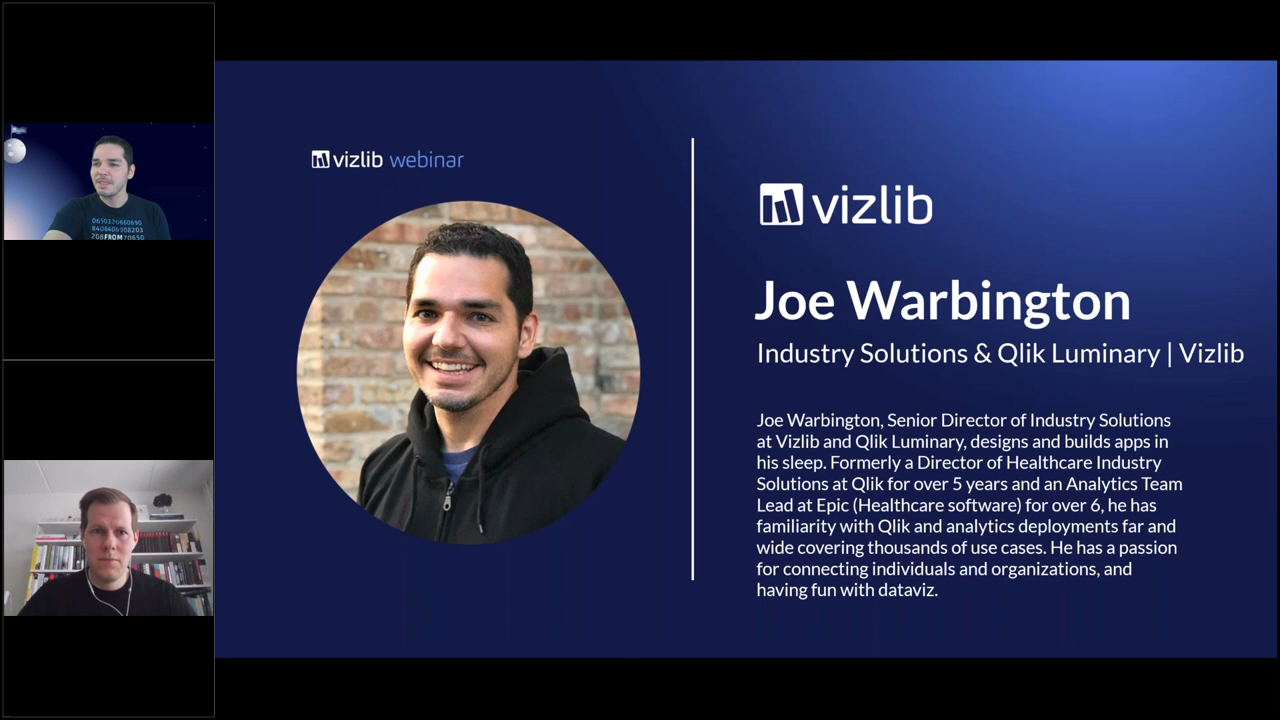 vizlib webinar
vizlib
Joe Warbington
Industry Solutions & Qlik Luminary | Vizlib
Joe Warbington, Senior Director of Industry Solutions
at Vizlib and Qlik Luminary, designs and builds apps in
his sleep. Formerly a Director of Healthcare Industry
Solutions at Qlik for over 5 years and an Analytics Team
Lead at Epic (Healthcare software) for over 6, he has
familiarity with Qlik and analytics deployments far and
wide covering thousands of use cases. He has a passion
for connecting individuals and organizations, and
having fun with dataviz.
FROM